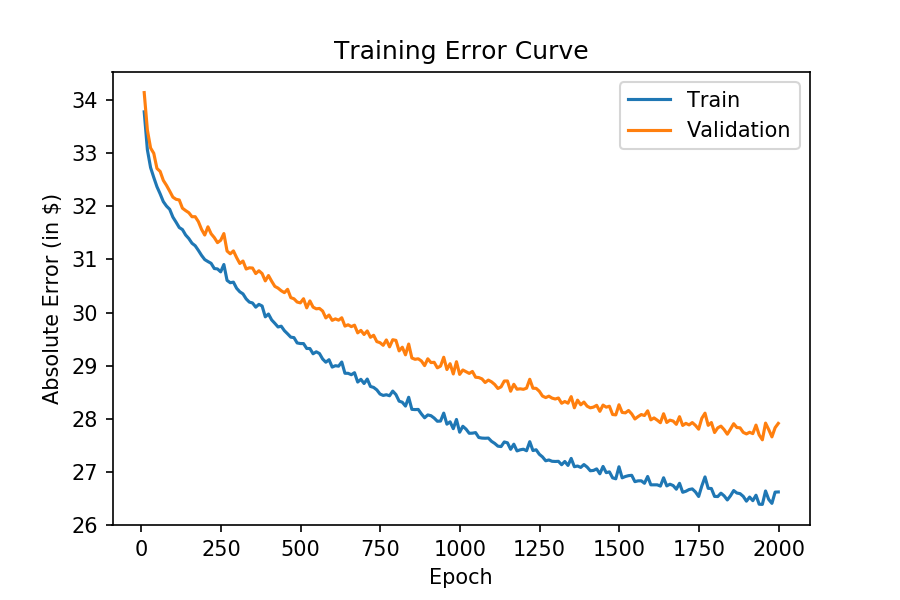 Training Error Curve
Train
Validation
Absolute Error (in $)
34
33
32
31
30
29
28
27
26
0 250 500 750 1000 1250 1500 1750 2000
Epoch